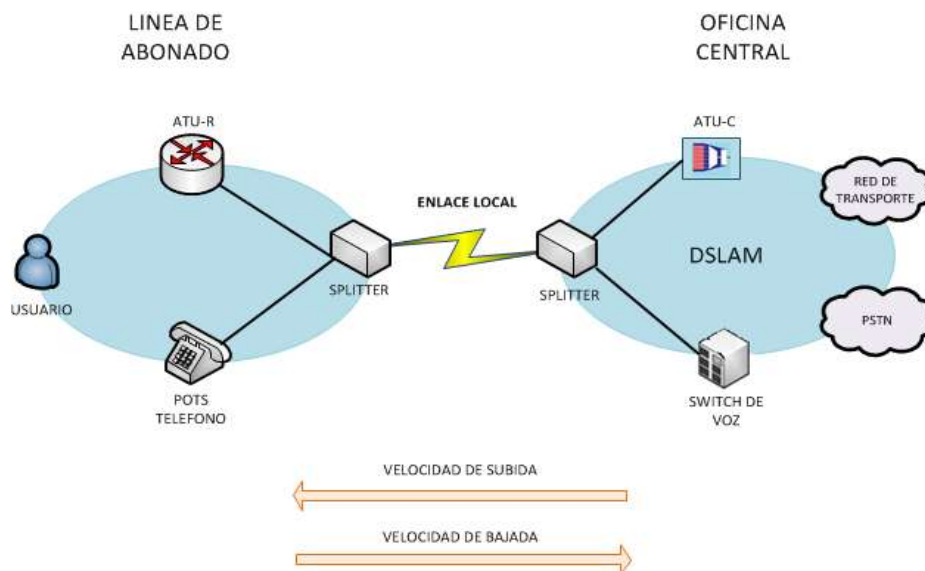 LINEA DE
ABONADO
OFICINA
CENTRAL
ATU-R
ATU-C
RED DE
TRANSPORTE
ENLACE LOCAL
DSLAM
USUARIO
SPLITTER
SPLITTER
PSTN
POTS
TELEFONO
SWITCH DE
VOZ
VELOCIDAD DE SUBIDA
VELOCIDAD DE BAJADA